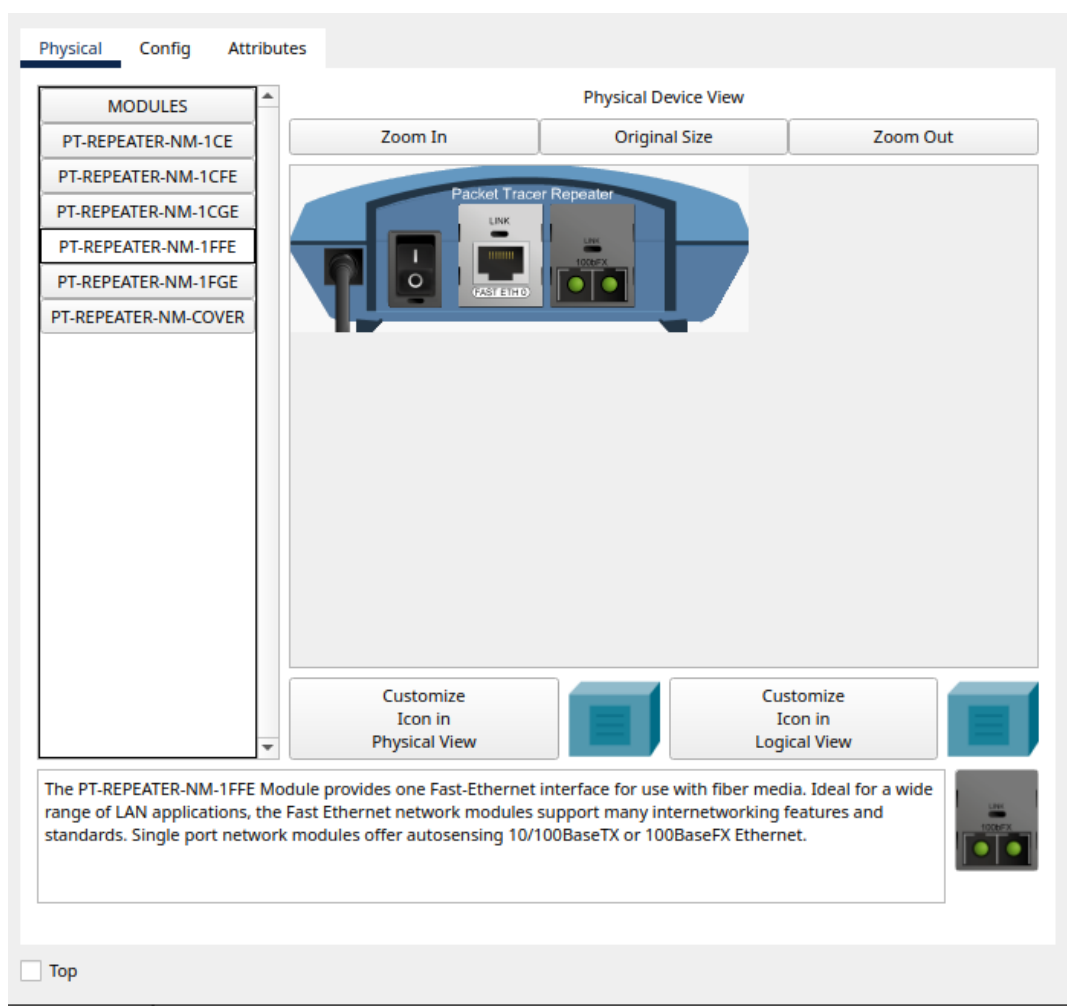 Physical Config Attributes
MODULES
PT-REPEATER-NM-1CE
PT-REPEATER-NM-1CFE
PT-REPEATER-NM-1CGE
PT-REPEATER-NM-1FFE
PT-REPEATER-NM-1FGE
PT-REPEATER-NM-COVER
Physical Device View
Zoom In Original Size Zoom Out
Packet Tracer Repeater
LINK
FAST ETH 0
LINK
100bFX
Customize
Icon in
Physical View
Customize
Icon in
Logical View
The PT-REPEATER-NM-1FFE Module provides one Fast-Ethernet interface for use with fiber media. Ideal for a wide
range of LAN applications, the Fast Ethernet network modules support many internetworking features and
standards. Single port network modules offer autosensing 10/100BaseTX or 100BaseFX Ethernet.
LINK
100bFX
Top